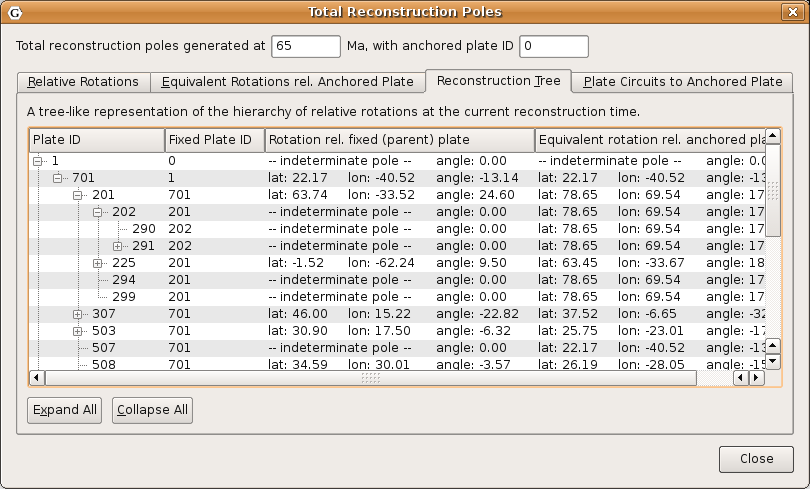 Total Reconstruction Poles
Total reconstruction poles generated at 65 Ma, with anchored plate ID 0
Relative Rotations Equivalent Rotations rel. Anchored Plate Reconstruction Tree Plate Circuits to Anchored Plate
A tree-like representation of the hierarchy of relative rotations at the current reconstruction time.
Plate ID Fixed Plate ID Rotation rel. fixed (parent) plate Equivalent rotation rel. anchored pla
1 0 -- indeterminate pole -- angle: 0.00 -- indeterminate pole -- angle: 0.0
701 1 lat: 22.17 lon: -40.52 angle: -13.14 lat: 22.17 lon: -40.52 angle: -13
201 701 lat: 63.74 lon: -33.52 angle: 24.60 lat: 78.65 lon: 69.54 angle: 17
202 201 -- indeterminate pole -- angle: 0.00 lat: 78.65 lon: 69.54 angle: 17
290 202 -- indeterminate pole -- angle: 0.00 lat: 78.65 lon: 69.54 angle: 17
291 202 -- indeterminate pole -- angle: 0.00 lat: 78.65 lon: 69.54 angle: 17
225 201 lat: -1.52 lon: -62.24 angle: 9.50 lat: 63.45 lon: -33.67 angle: 18
294 201 -- indeterminate pole -- angle: 0.00 lat: 78.65 lon: 69.54 angle: 17
299 201 -- indeterminate pole -- angle: 0.00 lat: 78.65 lon: 69.54 angle: 17
307 701 lat: 46.00 lon: 15.22 angle: -22.82 lat: 37.52 lon: -6.65 angle: -32
503 701 lat: 30.90 lon: 17.50 angle: -6.32 lat: 25.75 lon: -23.01 angle: -17
507 701 -- indeterminate pole -- angle: 0.00 lat: 22.17 lon: -40.52 angle: -13
508 701 lat: 34.59 lon: 30.01 angle: -3.57 lat: 26.19 lon: -28.05 angle: -15
Expand All Collapse All
Close